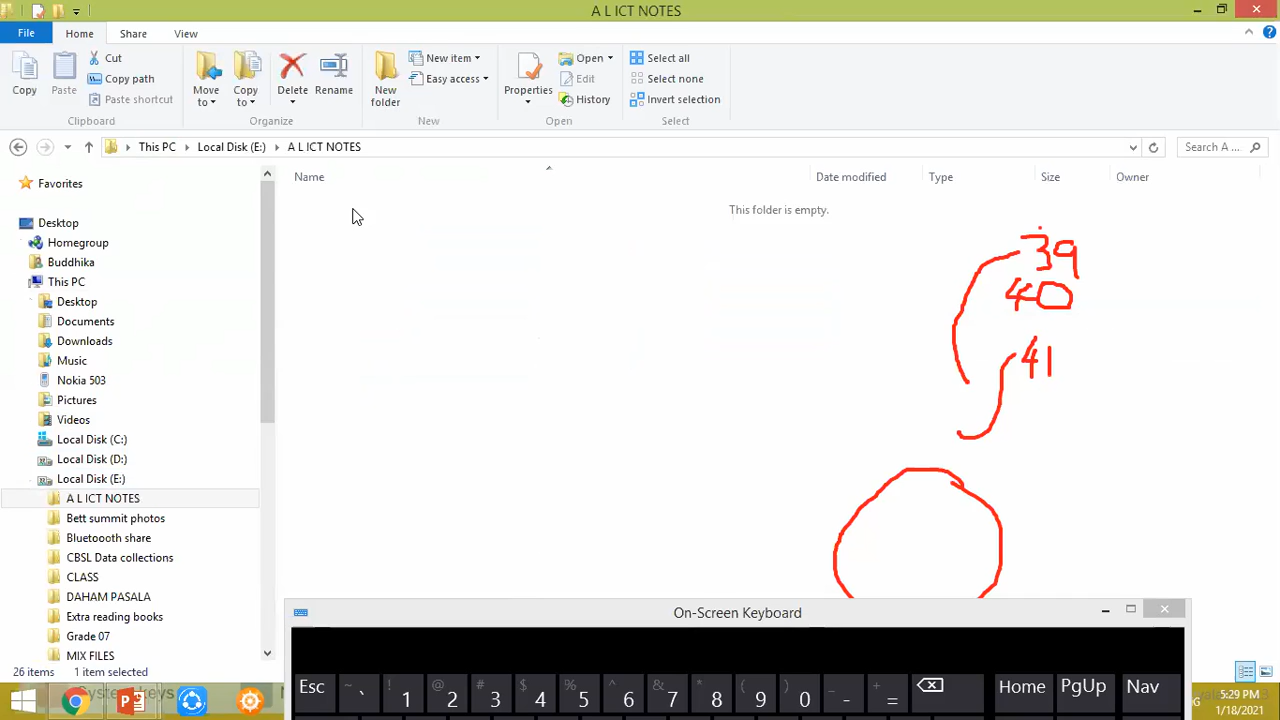 A L ICT NOTES
File Home Share View
Copy Paste Cut Copy path Paste shortcut Move to Copy to Delete Rename New folder New item Easy access Properties Open Edit History Select all Select none Invert selection
Clipboard Organize New Open Select
This PC Local Disk (E:) A L ICT NOTES Search A ...
Name Date modified Type Size Owner
This folder is empty.
Favorites
Desktop
Homegroup
Buddhika
This PC
Desktop
Documents
Downloads
Music
Nokia 503
Pictures
Videos
Local Disk (C:)
Local Disk (D:)
Local Disk (E:)
A L ICT NOTES
Bett summit photos
Bluetoooth share
CBSL Data collections
CLASS
DAHAM PASALA
Extra reading books
Grade 07
MIX FILES
39
40
41
26 items 1 item selected
On-Screen Keyboard
Esc ~ ` ! 1 @ 2 # 3 $ 4 % 5 ^ 6 & 7 * 8 ( 9 ) 0 _ - + = Home PgUp Nav
System keys
5:29 PM
1/18/2021